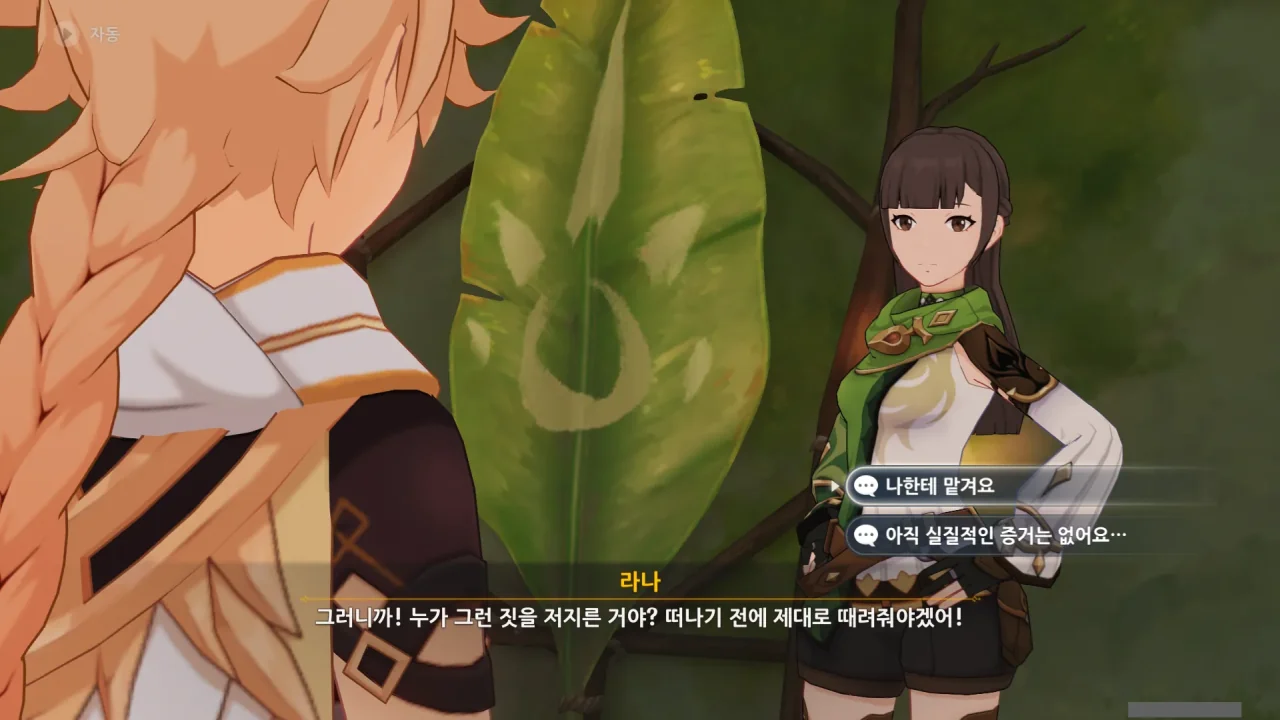 자동
나한테 맡겨요
아직 실질적인 증거는 없어요…
라나
그러니까! 누가 그런 짓을 저지른 거야? 떠나기 전에 제대로 때려줘야겠어!